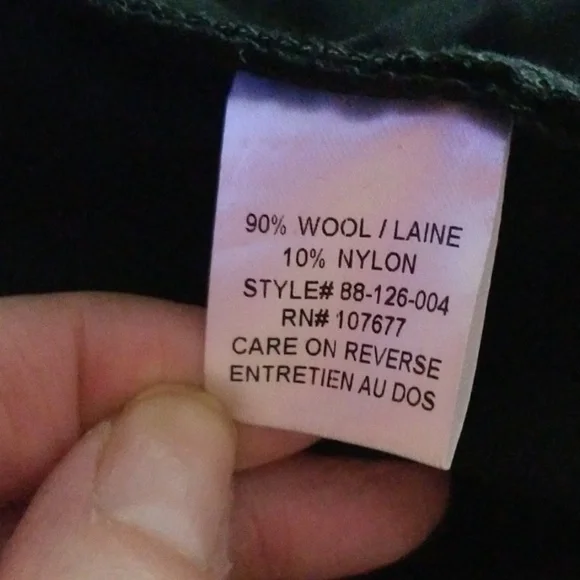 90% WOOL / LAINE
10% NYLON
STYLE# 88-126-004
RN# 107677
CARE ON REVERSE
ENTRETIEN AU DOS